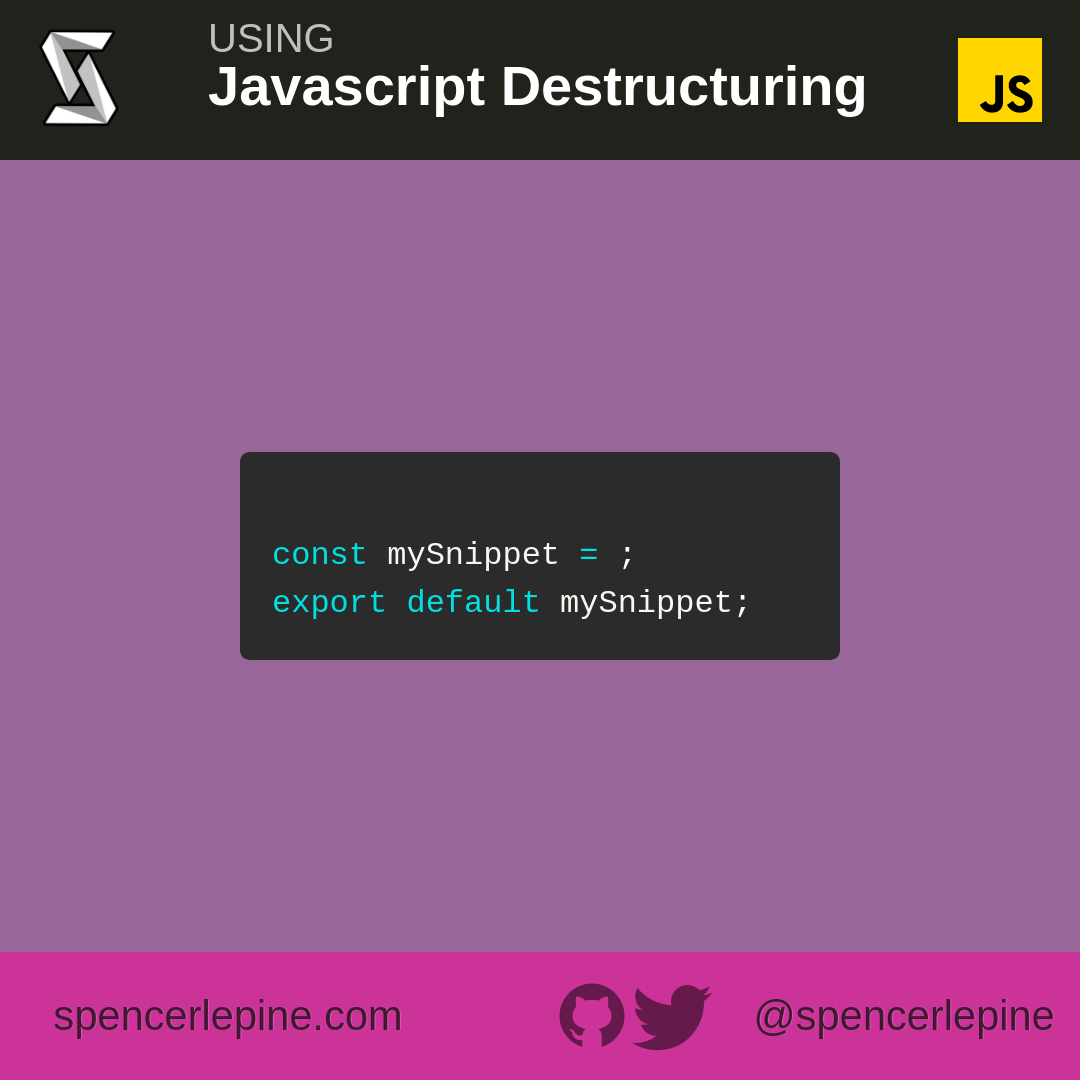 USING
Javascript Destructuring
JS
const mySnippet = ;
export default mySnippet;
spencerlepine.com
@spencerlepine